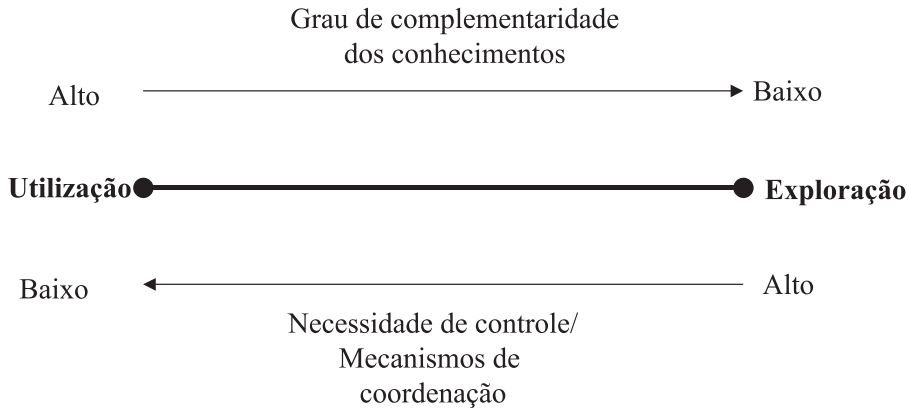 Grau de complementaridade
dos conhecimentos
Alto
Baixo
Utilização
Exploração
Baixo
Alto
Necessidade de controle/
Mecanismos de
coordenação